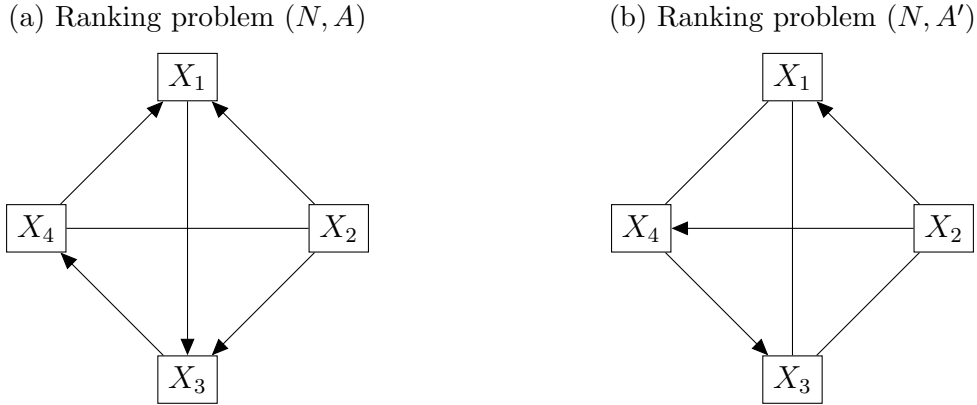 (a) Ranking problem (N, A)
X₁
X₄ X₂
X₃
(b) Ranking problem (N, A′)
X₁
X₄ X₂
X₃